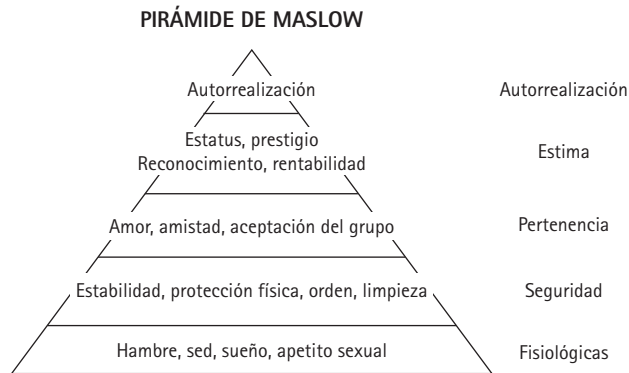 PIRÁMIDE DE MASLOW
Autorrealización
Autorrealización
Estatus, prestigio
Reconocimiento, rentabilidad
Estima
Amor, amistad, aceptación del grupo
Pertenencia
Estabilidad, protección física, orden, limpieza
Seguridad
Hambre, sed, sueño, apetito sexual
Fisiológicas